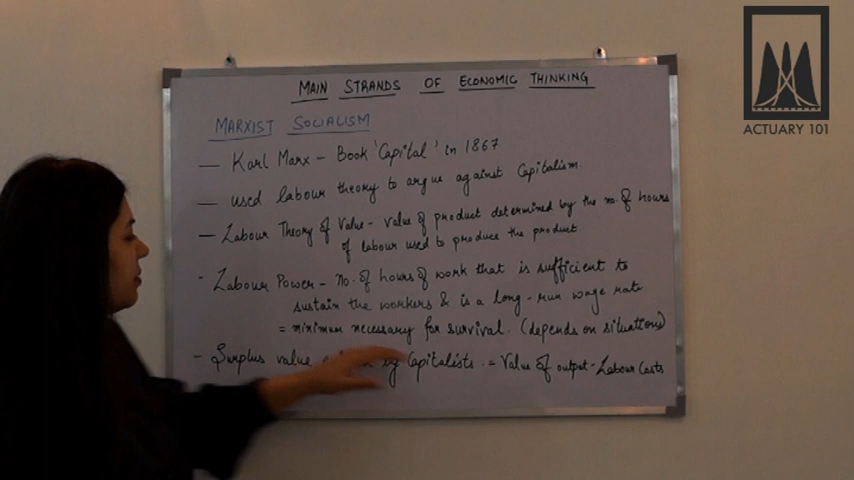 MAIN STRANDS OF ECONOMIC THINKING
MARXIST SOCIALISM
— Karl Marx – Book 'Capital' in 1867
— used labour theory to argue against Capitalism.
— Labour Theory of Value – value of product determined by the no. of hours
of labour used to produce the product
- Labour Power – No. of hours of work that is sufficient to
sustain the workers & is a long-run wage rate
= minimum necessary for survival. (depends on situations)
- Surplus value by Capitalists. = Value of output - Labour Costs
ACTUARY 101